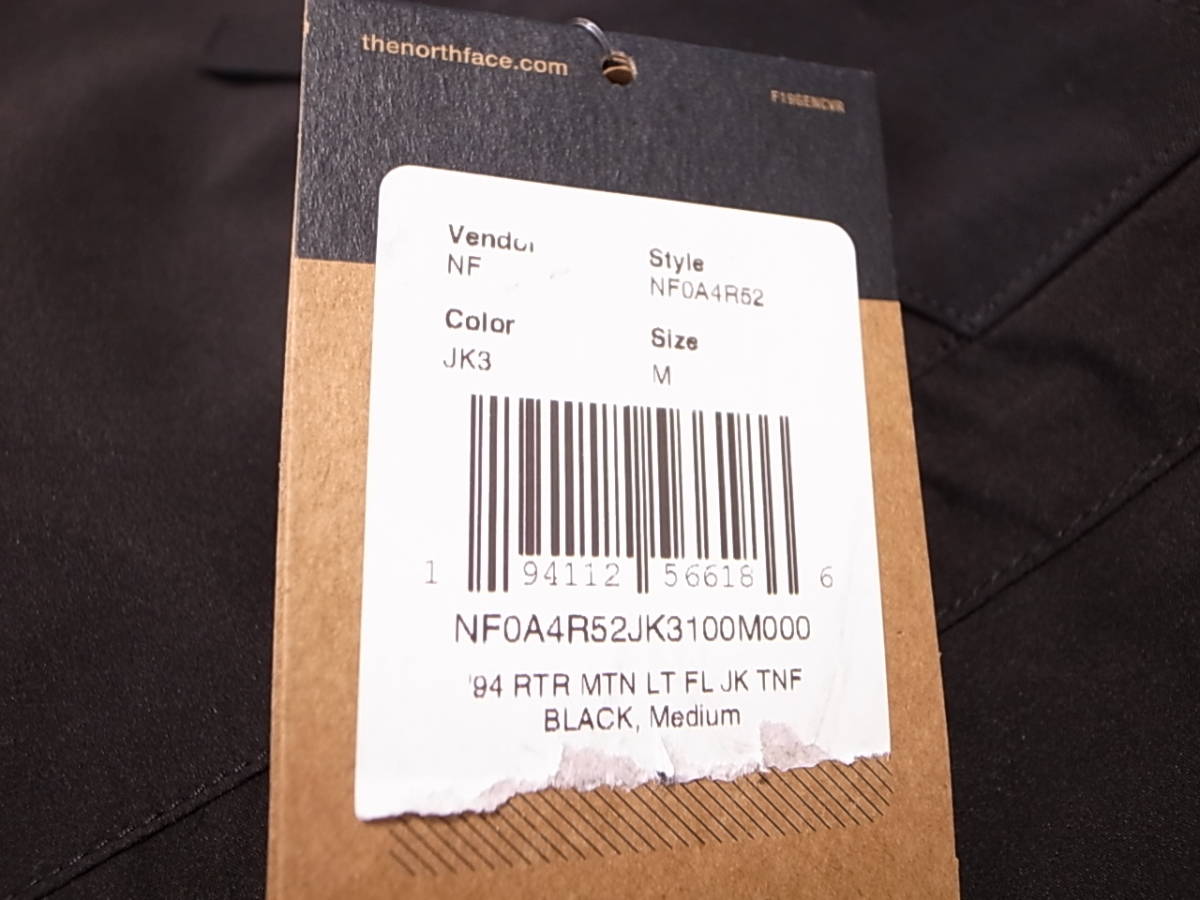 thenorthface.com
F19GENCVR
Vendor
NF
Style
NF0A4R52
Color
JK3
Size
M
1 94112 56618 6
NF0A4R52JK3100M000
'94 RTR MTN LT FL JK TNF
BLACK, Medium